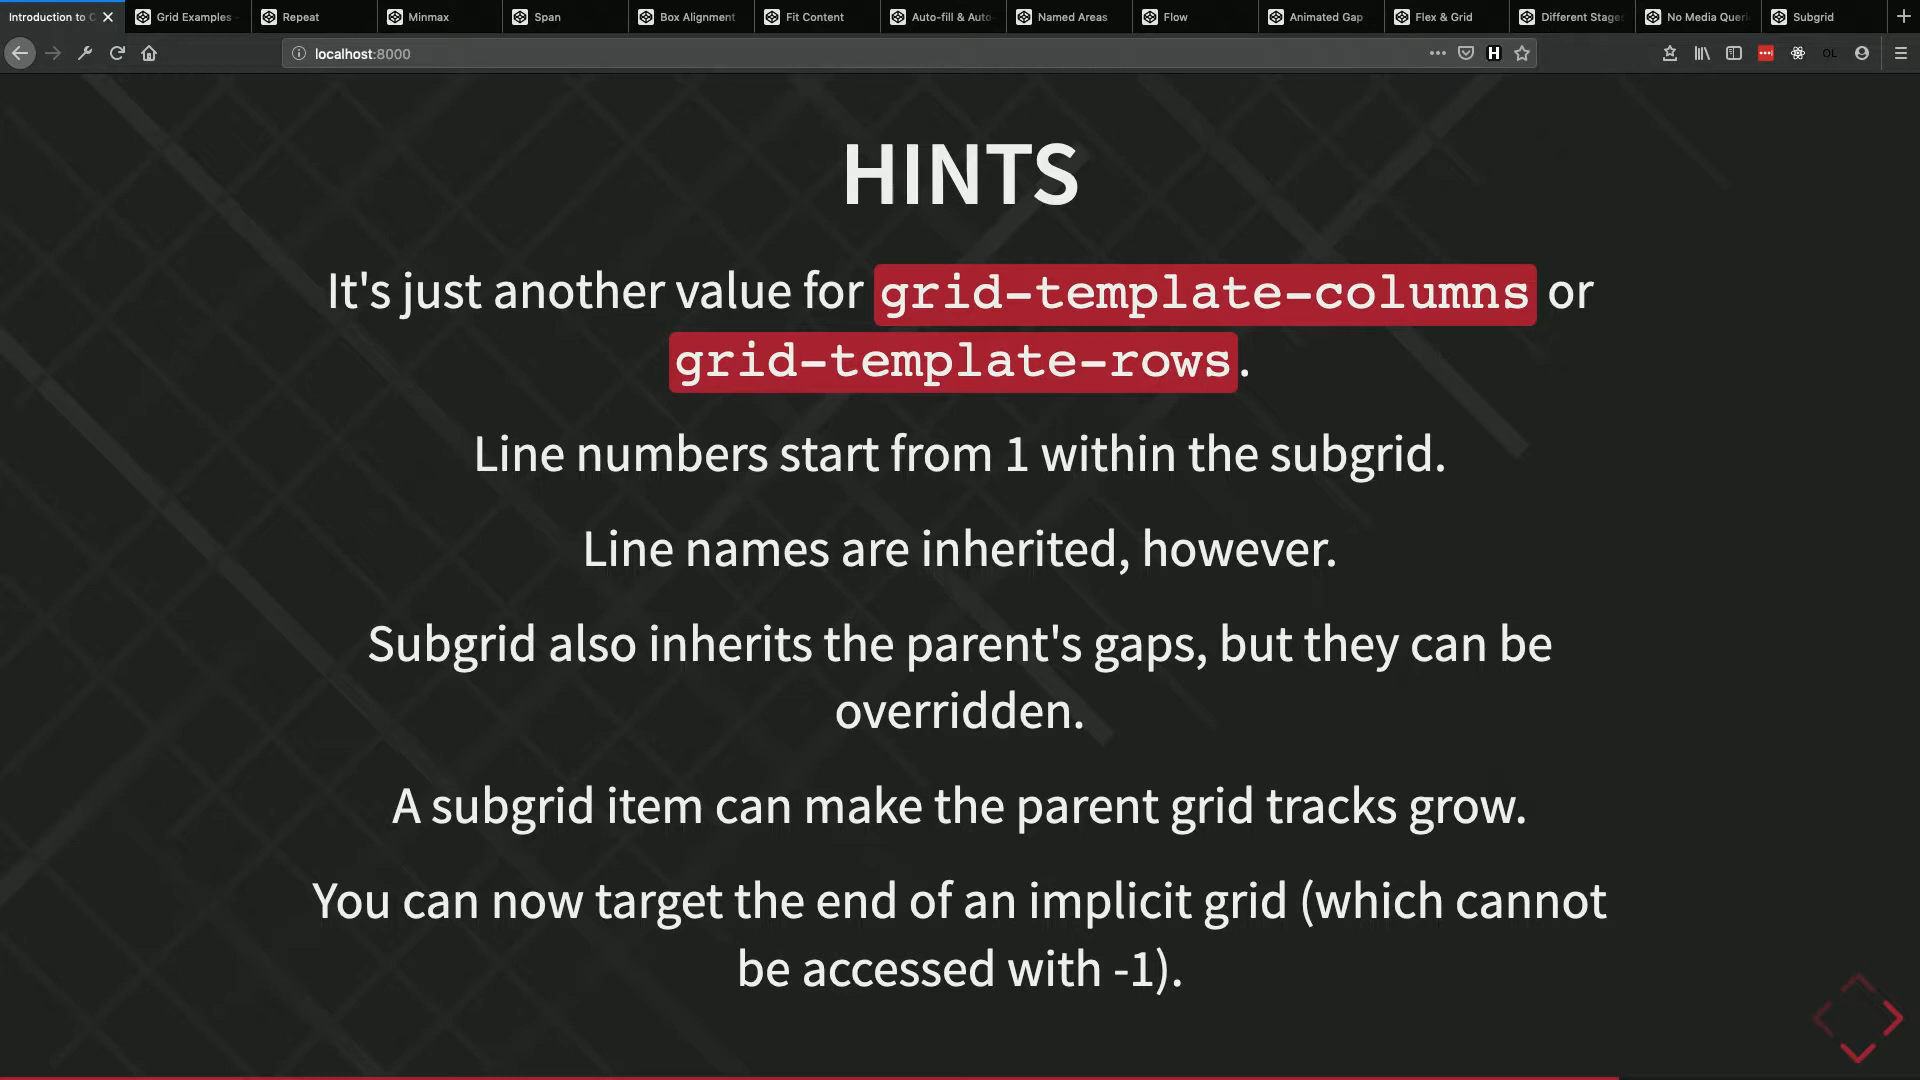 Introduction to C
Grid Examples -
Repeat
Minmax
Span
Box Alignment
Fit Content
Auto-fill & Auto-
Named Areas
Flow
Animated Gap
Flex & Grid
Different Stages
No Media Queri
Subgrid
localhost:8000
H
OL
HINTS
It's just another value for grid-template-columns or
grid-template-rows.
Line numbers start from 1 within the subgrid.
Line names are inherited, however.
Subgrid also inherits the parent's gaps, but they can be
overridden.
A subgrid item can make the parent grid tracks grow.
You can now target the end of an implicit grid (which cannot
be accessed with -1).